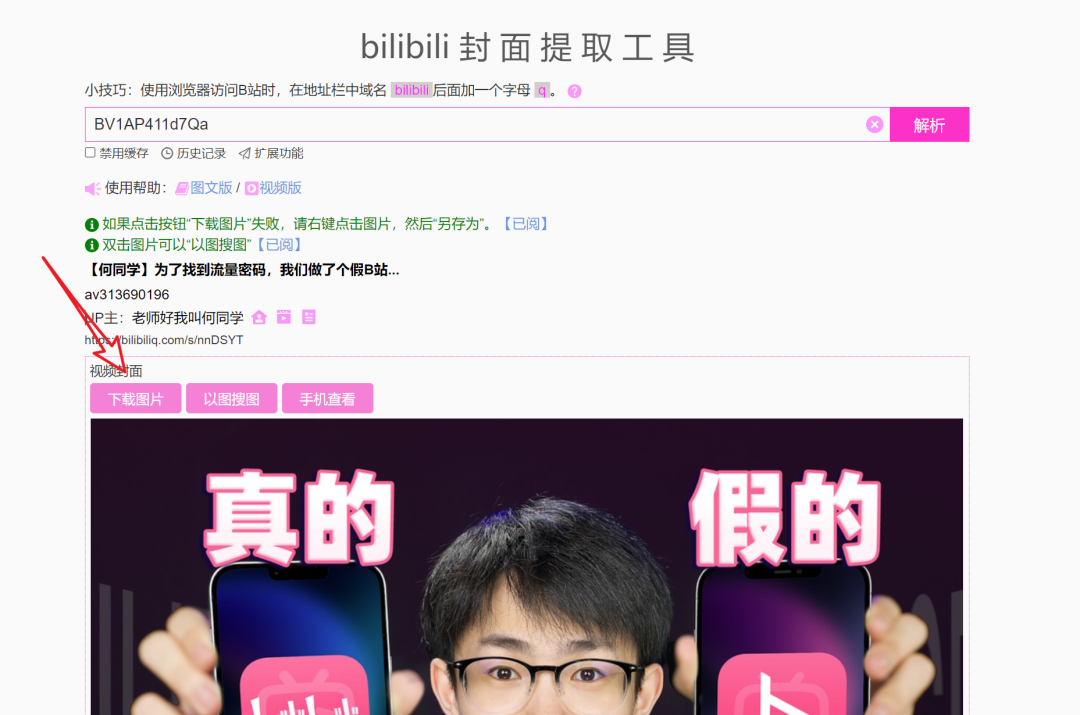 bilibili 封面提取工具
小技巧：使用浏览器访问B站时，在地址栏中域名 bilibili 后面加一个字母 q 。 ?
BV1AP411d7Qa
解析
禁用缓存 历史记录 扩展功能
使用帮助：图文版 / 视频版
如果点击按钮“下载图片”失败，请右键点击图片，然后“另存为”。【已阅】
双击图片可以“以图搜图”【已阅】
【何同学】为了找到流量密码，我们做了个假B站...
av313690196
UP主：老师好我叫何同学
https://bilibiliq.com/s/nnDSYT
视频封面
下载图片 以图搜图 手机查看
真的 假的